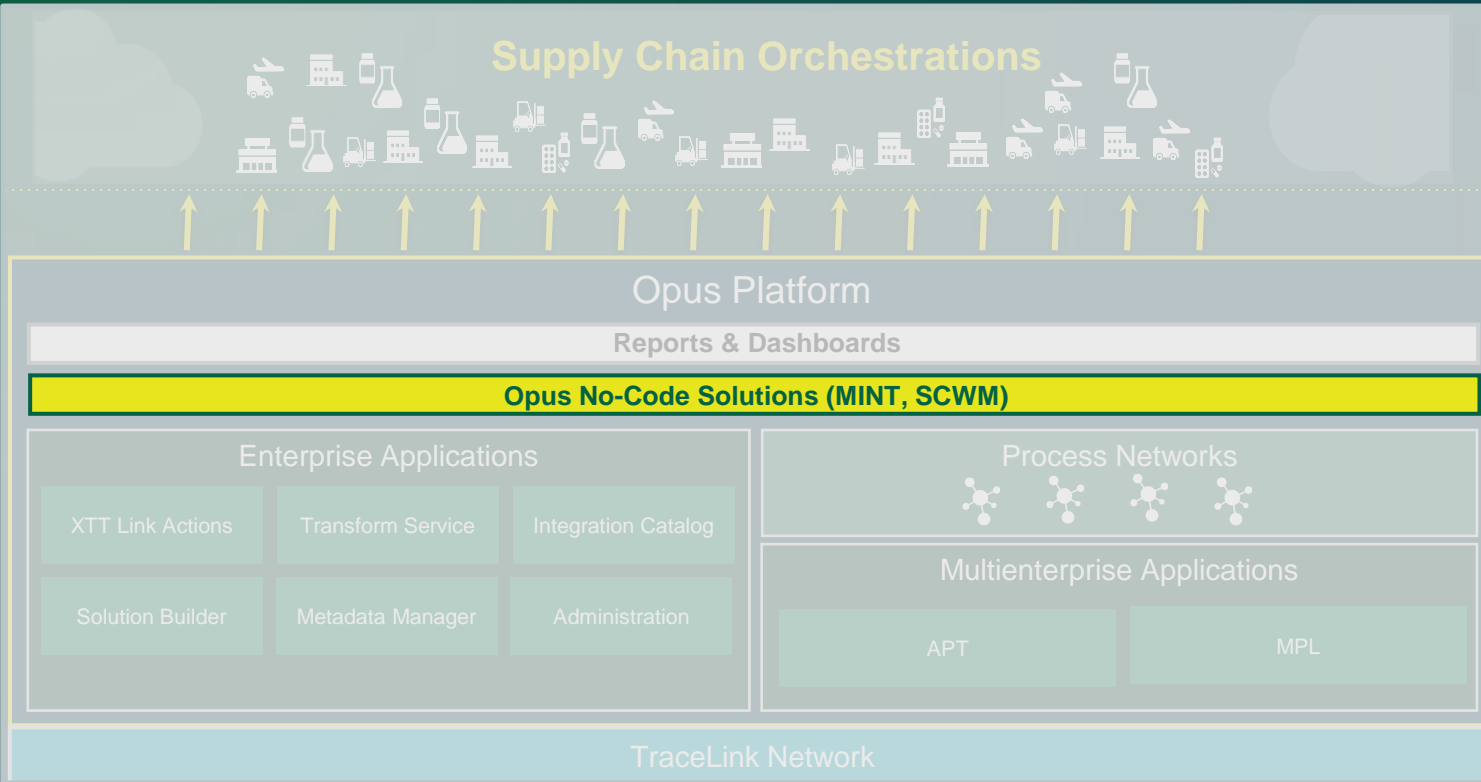 Supply Chain Orchestrations
Opus Platform
Reports & Dashboards
Opus No-Code Solutions (MINT, SCWM)
Enterprise Applications
XTT Link Actions
Transform Service
Integration Catalog
Solution Builder
Metadata Manager
Administration
Process Networks
Multienterprise Applications
APT
MPL
TraceLink Network